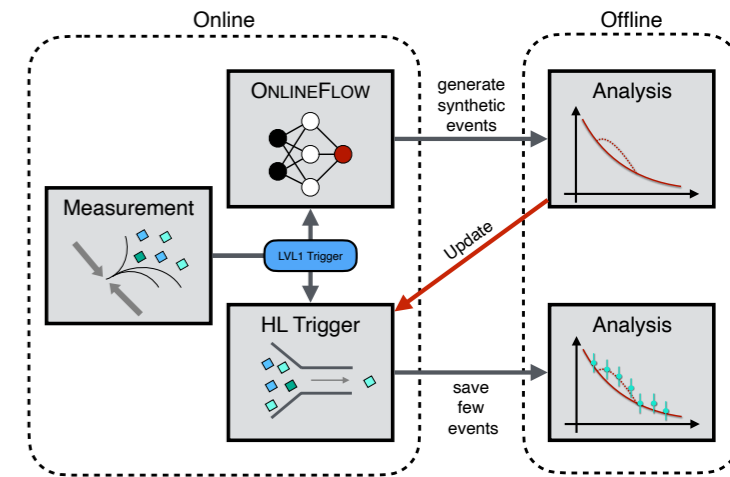 Online
Offline
ONLINEFLOW
generate
synthetic
events
Analysis
Measurement
LVL1 Trigger
Update
HL Trigger
save
few
events
Analysis